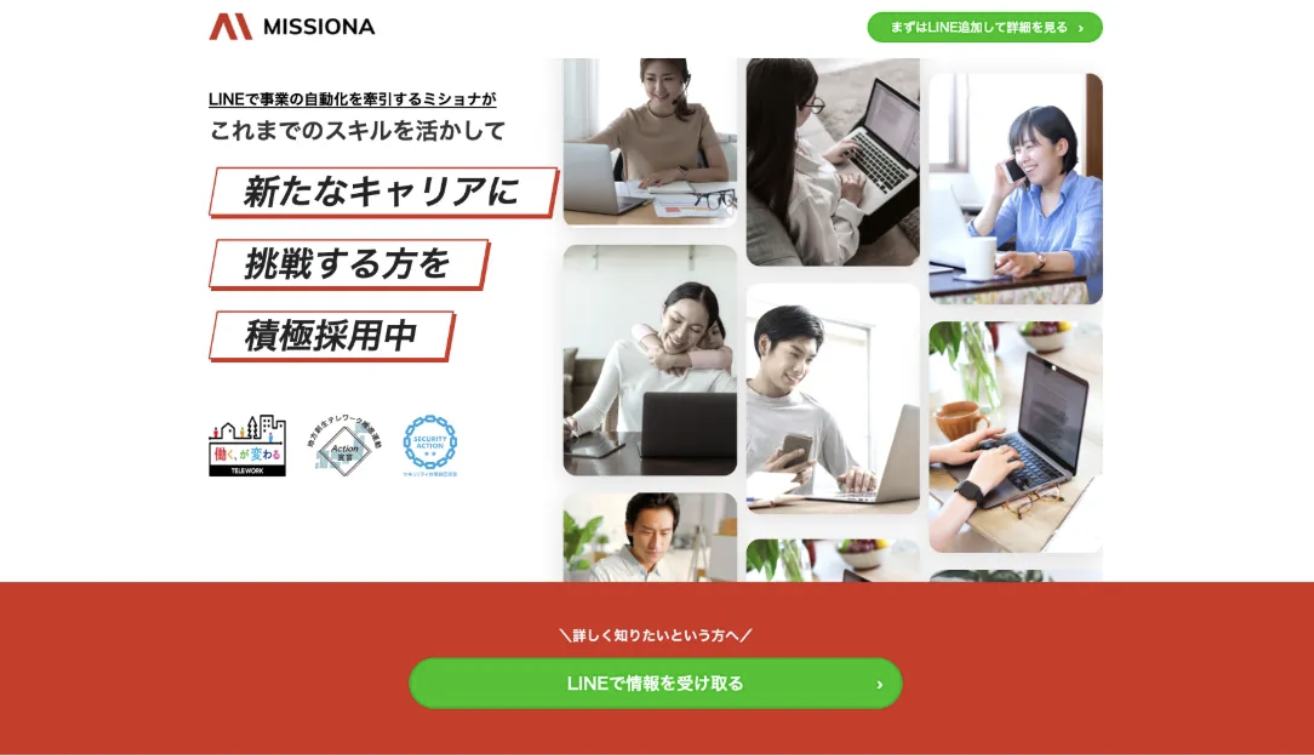 MISSIONA
まずはLINE追加して詳細を見る
LINEで事業の自動化を牽引するミショナが
これまでのスキルを活かして
新たなキャリアに
挑戦する方を
積極採用中
働く、が変わる
TELEWORK
地方創生テレワーク推進運動
Action
宣言
SECURITY
ACTION
★★
セキュリティ対策自己宣言
＼詳しく知りたいという方へ／
LINEで情報を受け取る